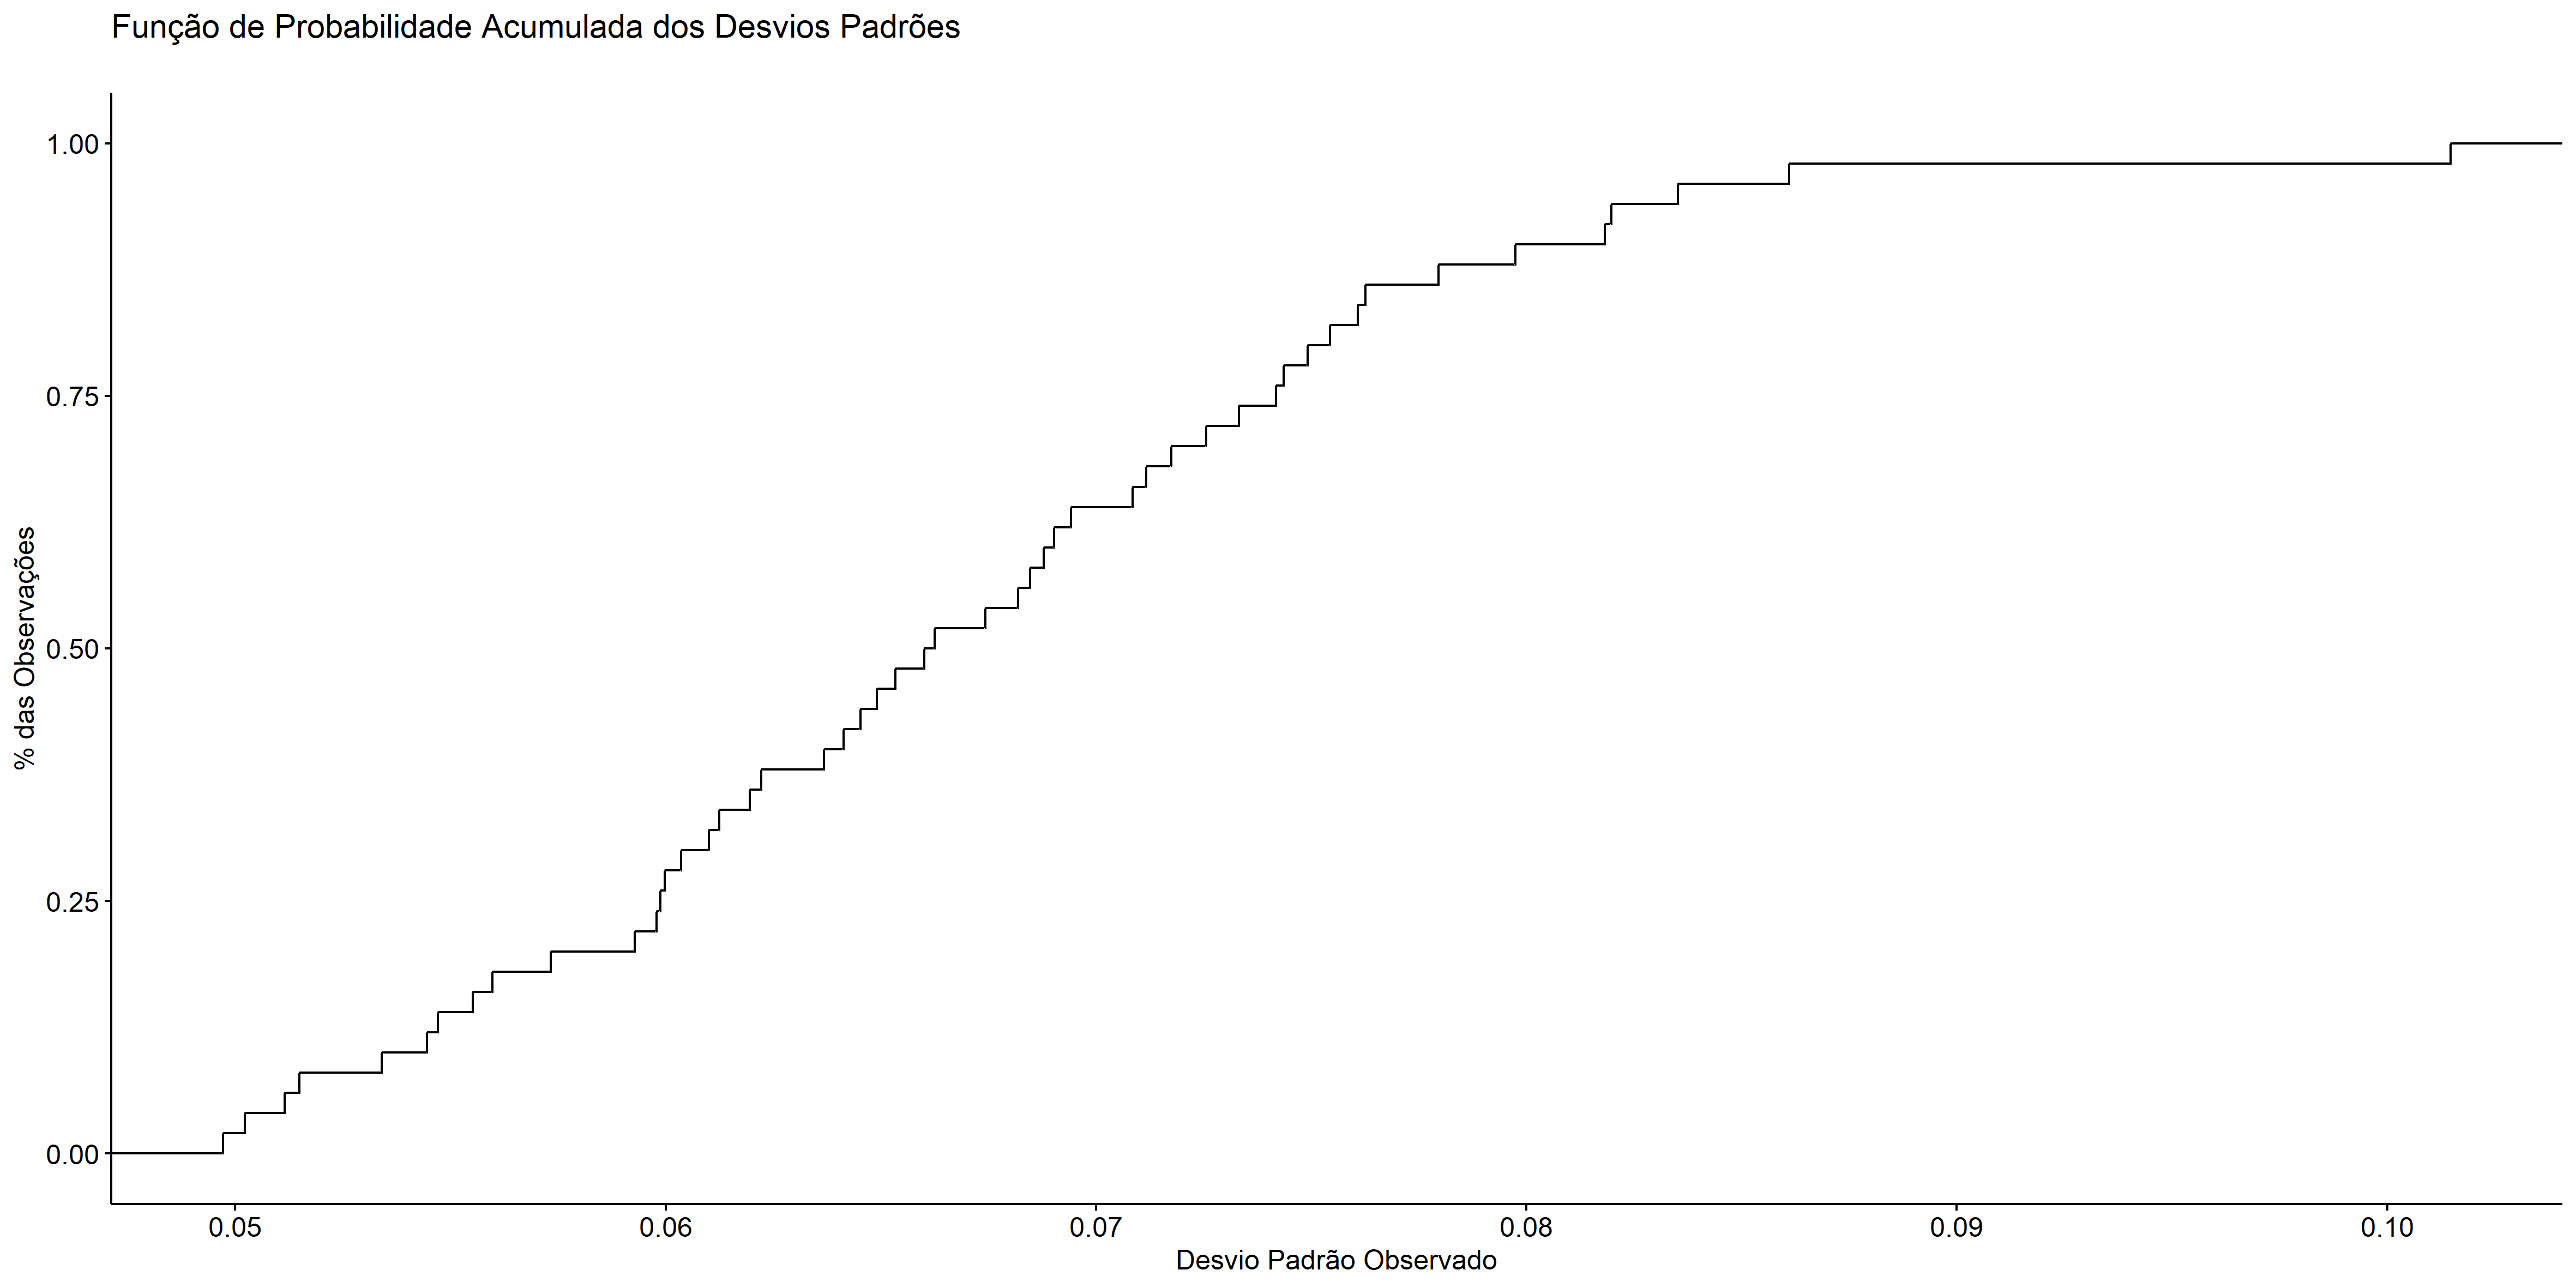 Função de Probabilidade Acumulada dos Desvios Padrões
1.00
0.75
0.50
0.25
0.00
% das Observações
0.05 0.06 0.07 0.08 0.09 0.10
Desvio Padrão Observado